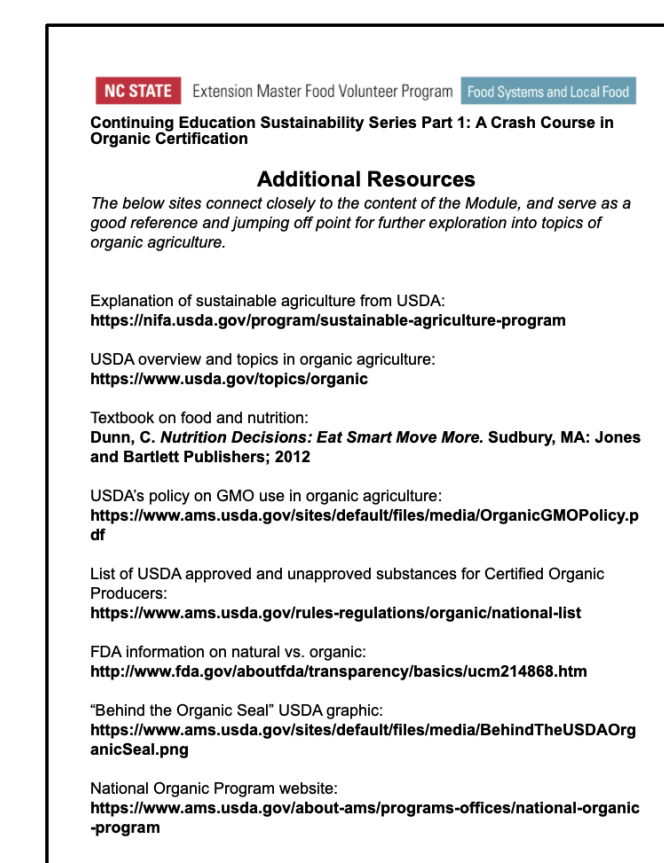 NC STATE Extension Master Food Volunteer Program Food Systems and Local Food
Continuing Education Sustainability Series Part 1: A Crash Course in
Organic Certification
Additional Resources
The below sites connect closely to the content of the Module, and serve as a
good reference and jumping off point for further exploration into topics of
organic agriculture.
Explanation of sustainable agriculture from USDA:
https://nifa.usda.gov/program/sustainable-agriculture-program
USDA overview and topics in organic agriculture:
https://www.usda.gov/topics/organic
Textbook on food and nutrition:
Dunn, C. Nutrition Decisions: Eat Smart Move More. Sudbury, MA: Jones
and Bartlett Publishers; 2012
USDA's policy on GMO use in organic agriculture:
https://www.ams.usda.gov/sites/default/files/media/OrganicGMOPolicy.p
df
List of USDA approved and unapproved substances for Certified Organic
Producers:
https://www.ams.usda.gov/rules-regulations/organic/national-list
FDA information on natural vs. organic:
http://www.fda.gov/aboutfda/transparency/basics/ucm214868.htm
“Behind the Organic Seal” USDA graphic:
https://www.ams.usda.gov/sites/default/files/media/BehindTheUSDAOrg
anicSeal.png
National Organic Program website:
https://www.ams.usda.gov/about-ams/programs-offices/national-organic
-program